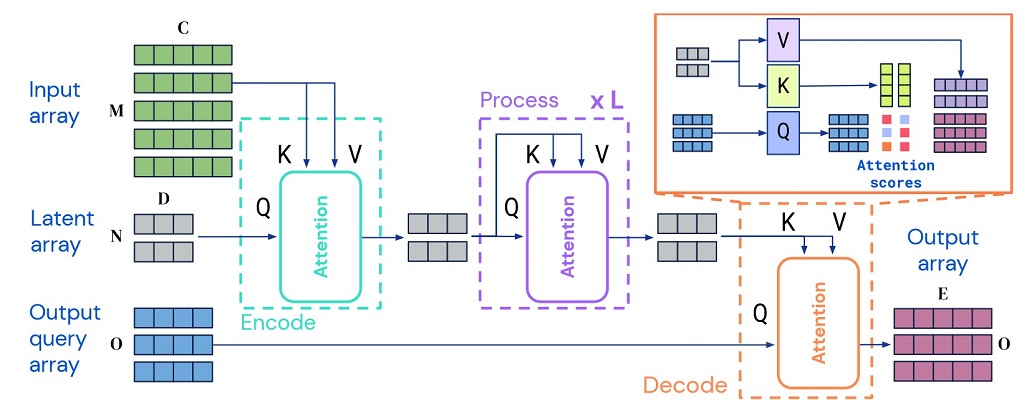 C
Input
array
M
D
Latent
array
N
Output
query
array
O
K
V
Q
Attention
Encode
Process
x L
K
V
Q
Attention
V
K
Q
Attention
scores
K
V
Q
Attention
Decode
Output
array
E
O